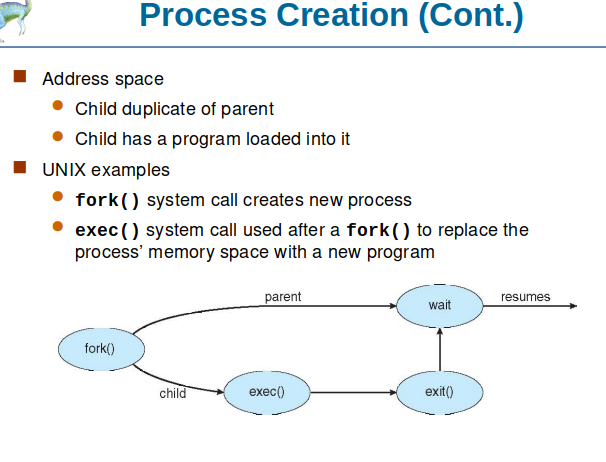 Process Creation (Cont.)
Address space
Child duplicate of parent
Child has a program loaded into it
UNIX examples
fork() system call creates new process
exec() system call used after a fork() to replace the
process’ memory space with a new program
parent
resumes
wait
fork()
child
exec()
exit()